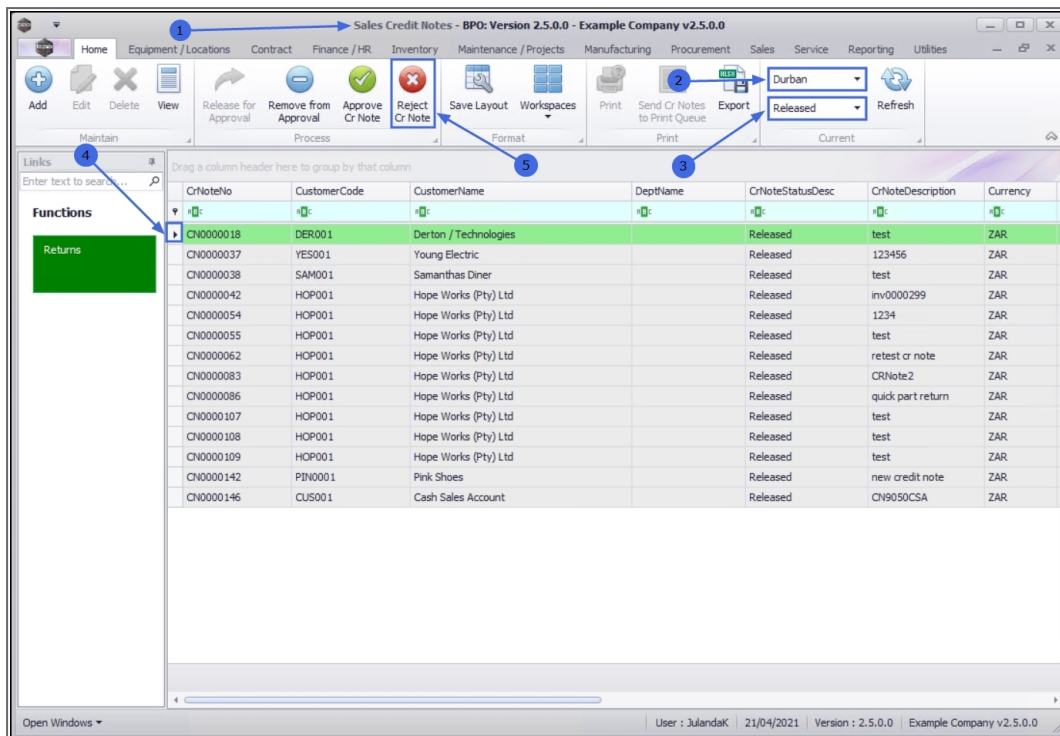 1
Sales Credit Notes - BPO: Version 2.5.0.0 - Example Company v2.5.0.0
Home Equipment / Locations Contract Finance / HR Inventory Maintenance / Projects Manufacturing Procurement Sales Service Reporting Utilities
Add Edit Delete View
Maintain
Release for Approval Remove from Approval Approve Cr Note Reject Cr Note
Process
Save Layout Workspaces
Format
Print Send Cr Notes to Print Queue Export
Print
2
Durban
Released
Refresh
Current
3
4
5
Links
Enter text to search...
Functions
Returns
Drag a column header here to group by that column
CrNoteNo CustomerCode CustomerName DeptName CrNoteStatusDesc CrNoteDescription Currency
CN0000018 DER001 Derton / Technologies Released test ZAR
CN0000037 YES001 Young Electric Released 123456 ZAR
CN0000038 SAM001 Samanthas Diner Released test ZAR
CN0000042 HOP001 Hope Works (Pty) Ltd Released inv0000299 ZAR
CN0000054 HOP001 Hope Works (Pty) Ltd Released 1234 ZAR
CN0000055 HOP001 Hope Works (Pty) Ltd Released test ZAR
CN0000062 HOP001 Hope Works (Pty) Ltd Released retest cr note ZAR
CN0000083 HOP001 Hope Works (Pty) Ltd Released CRNote2 ZAR
CN0000086 HOP001 Hope Works (Pty) Ltd Released quick part return ZAR
CN0000107 HOP001 Hope Works (Pty) Ltd Released test ZAR
CN0000108 HOP001 Hope Works (Pty) Ltd Released test ZAR
CN0000109 HOP001 Hope Works (Pty) Ltd Released test ZAR
CN0000142 PIN0001 Pink Shoes Released new credit note ZAR
CN0000146 CUS001 Cash Sales Account Released CN9050CSA ZAR
Open Windows User : JulandaK 21/04/2021 Version : 2.5.0.0 Example Company v2.5.0.0